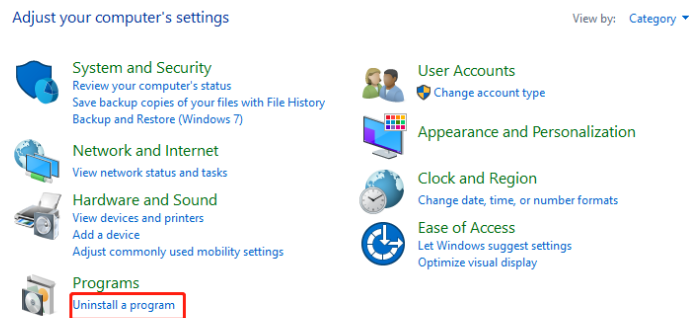 Adjust your computer's settings
View by: Category
System and Security
Review your computer's status
Save backup copies of your files with File History
Backup and Restore (Windows 7)
Network and Internet
View network status and tasks
Hardware and Sound
View devices and printers
Add a device
Adjust commonly used mobility settings
Programs
Uninstall a program
User Accounts
Change account type
Appearance and Personalization
Clock and Region
Change date, time, or number formats
Ease of Access
Let Windows suggest settings
Optimize visual display